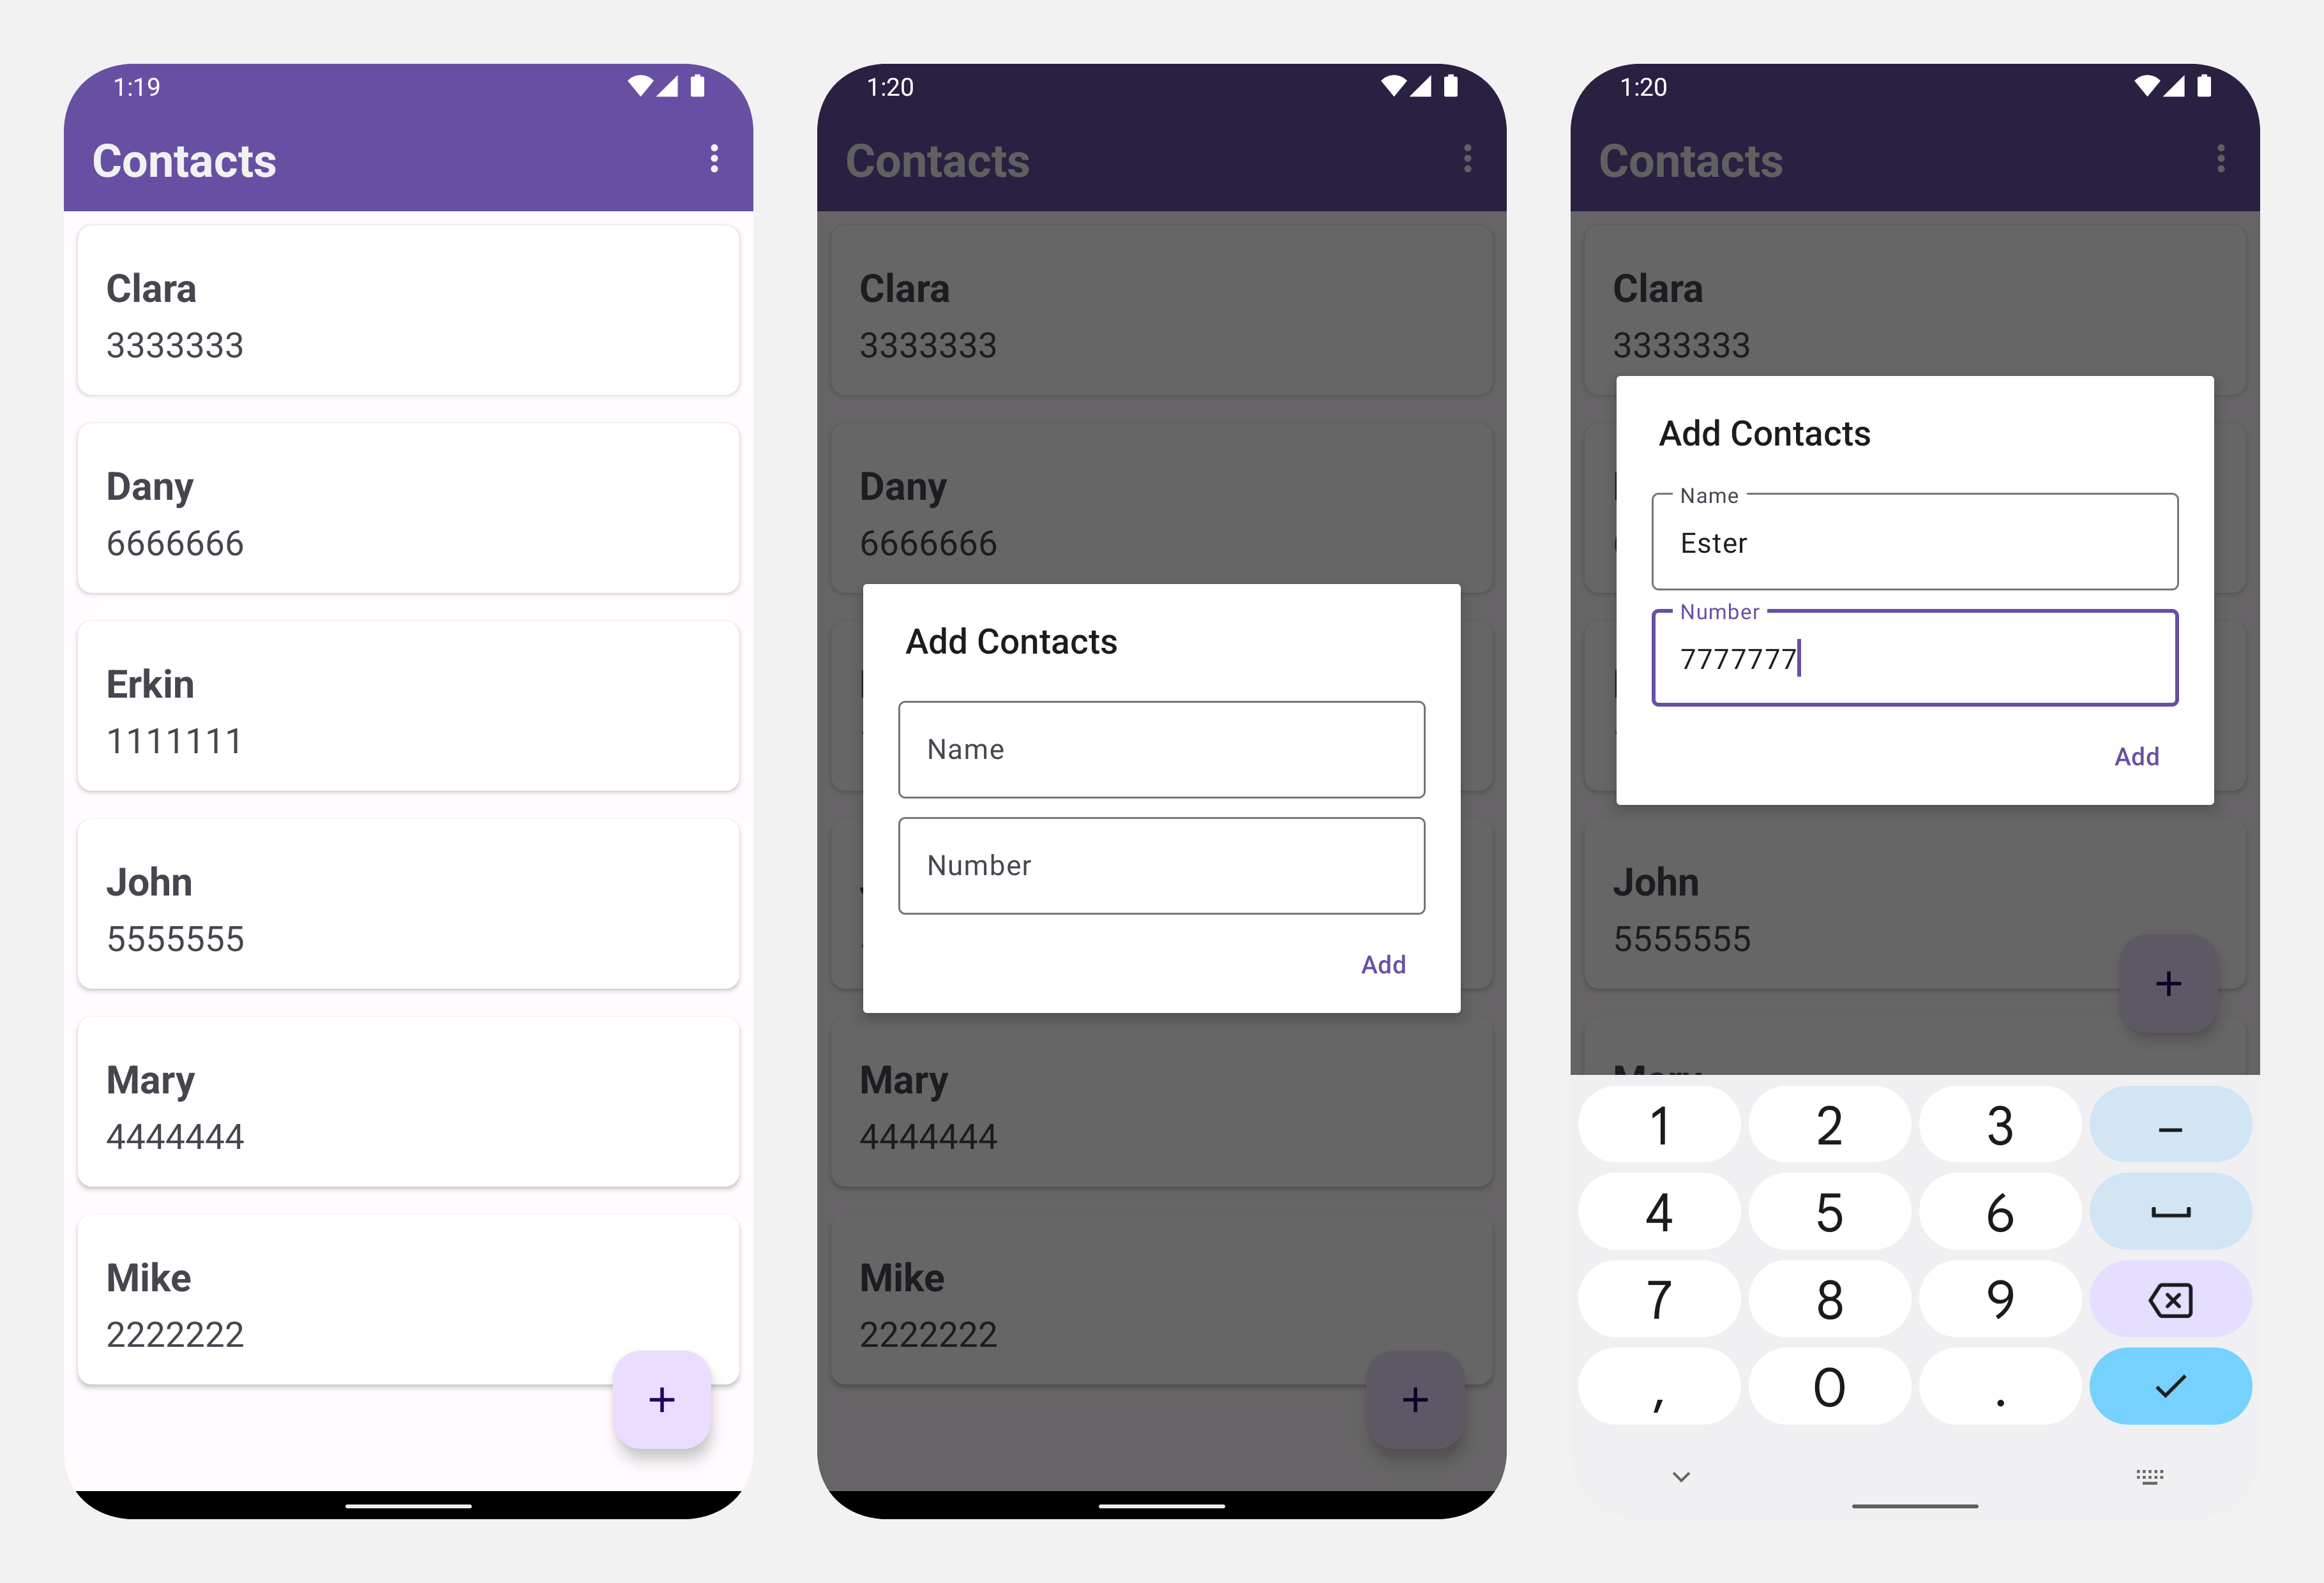 1:19
Contacts
Clara
3333333
Dany
6666666
Erkin
1111111
John
5555555
Mary
4444444
Mike
2222222
+
1:20
Contacts
Clara
3333333
Dany
6666666
Add Contacts
Name
Number
Add
Mary
4444444
Mike
2222222
+
1:20
Contacts
Clara
3333333
Add Contacts
Name
Ester
Number
7777777
Add
John
5555555
+
Mary
1 2 3 –
4 5 6
7 8 9
, 0 .